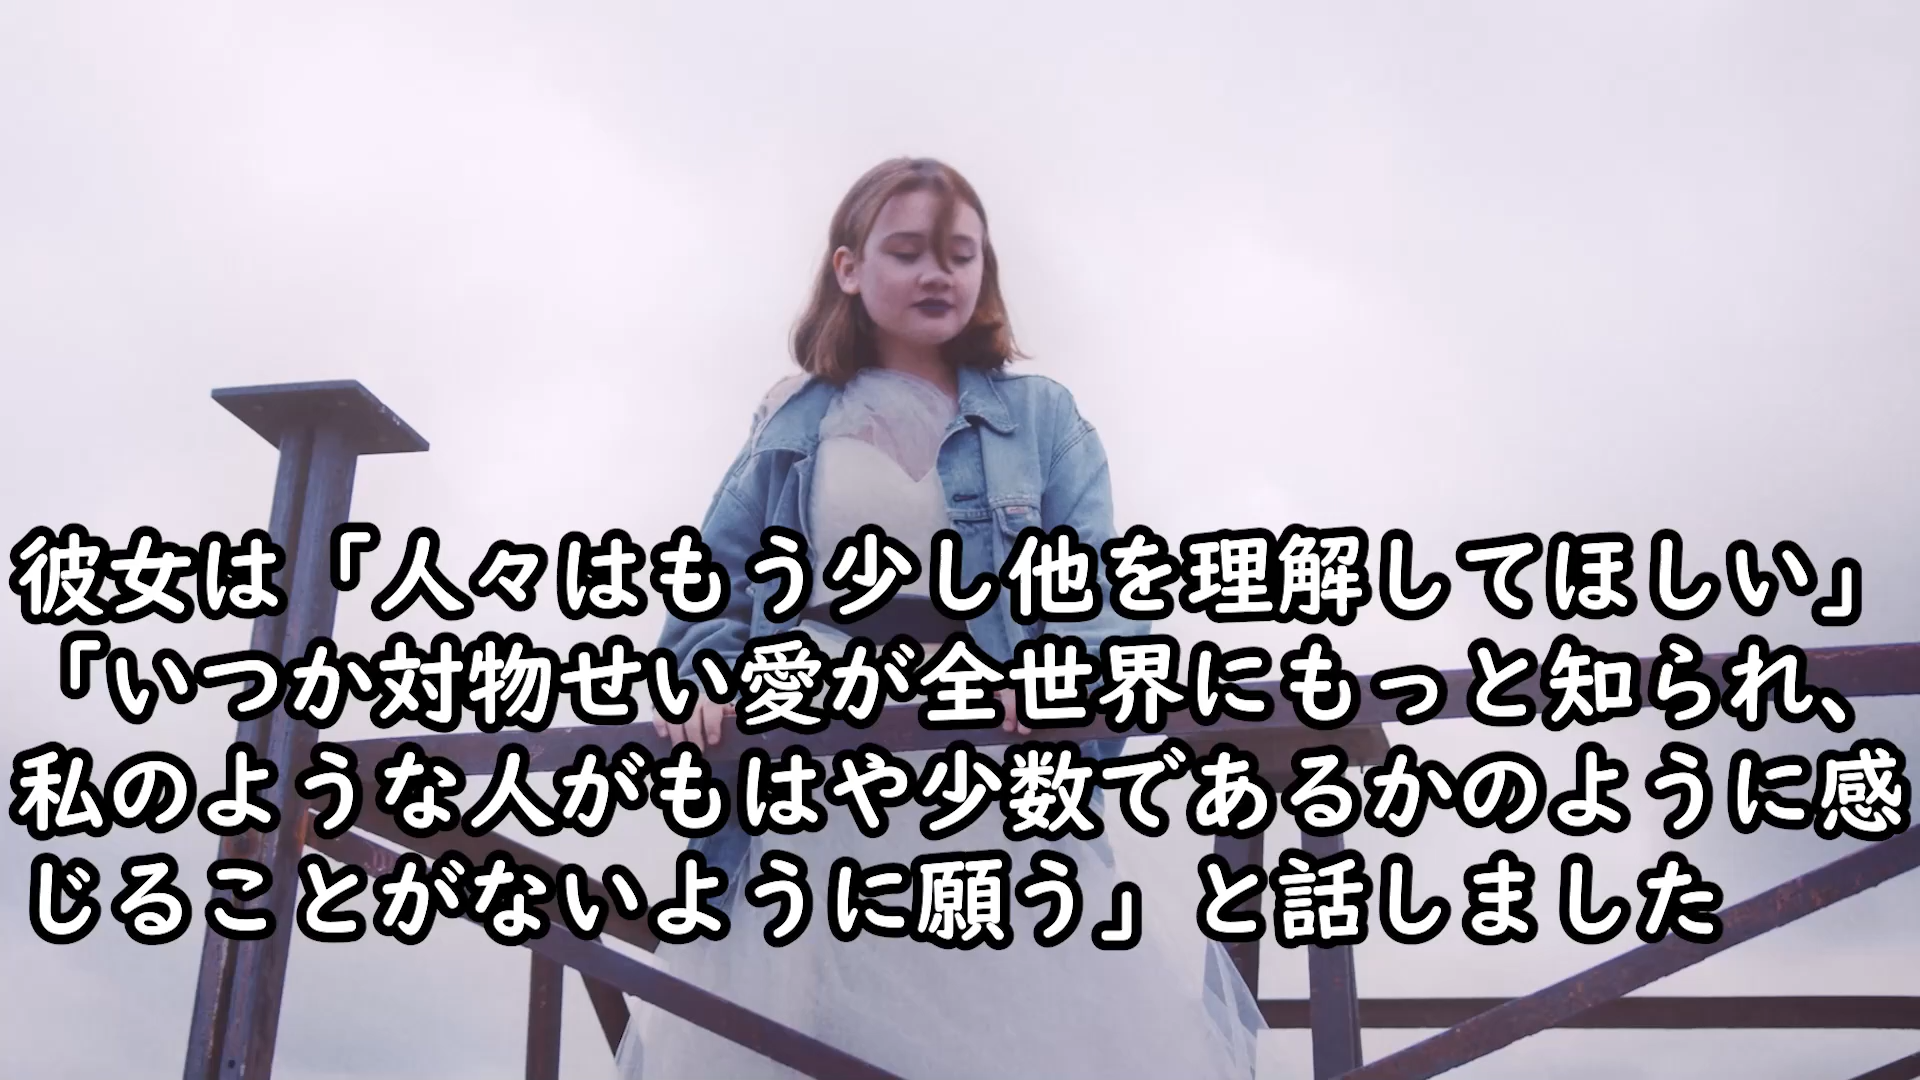 彼女は「人々はもう少し他を理解してほしい」
「いつか対物せい愛が全世界にもっと知られ、
私のような人がもはや少数であるかのように感
じることがないように願う」と話しました